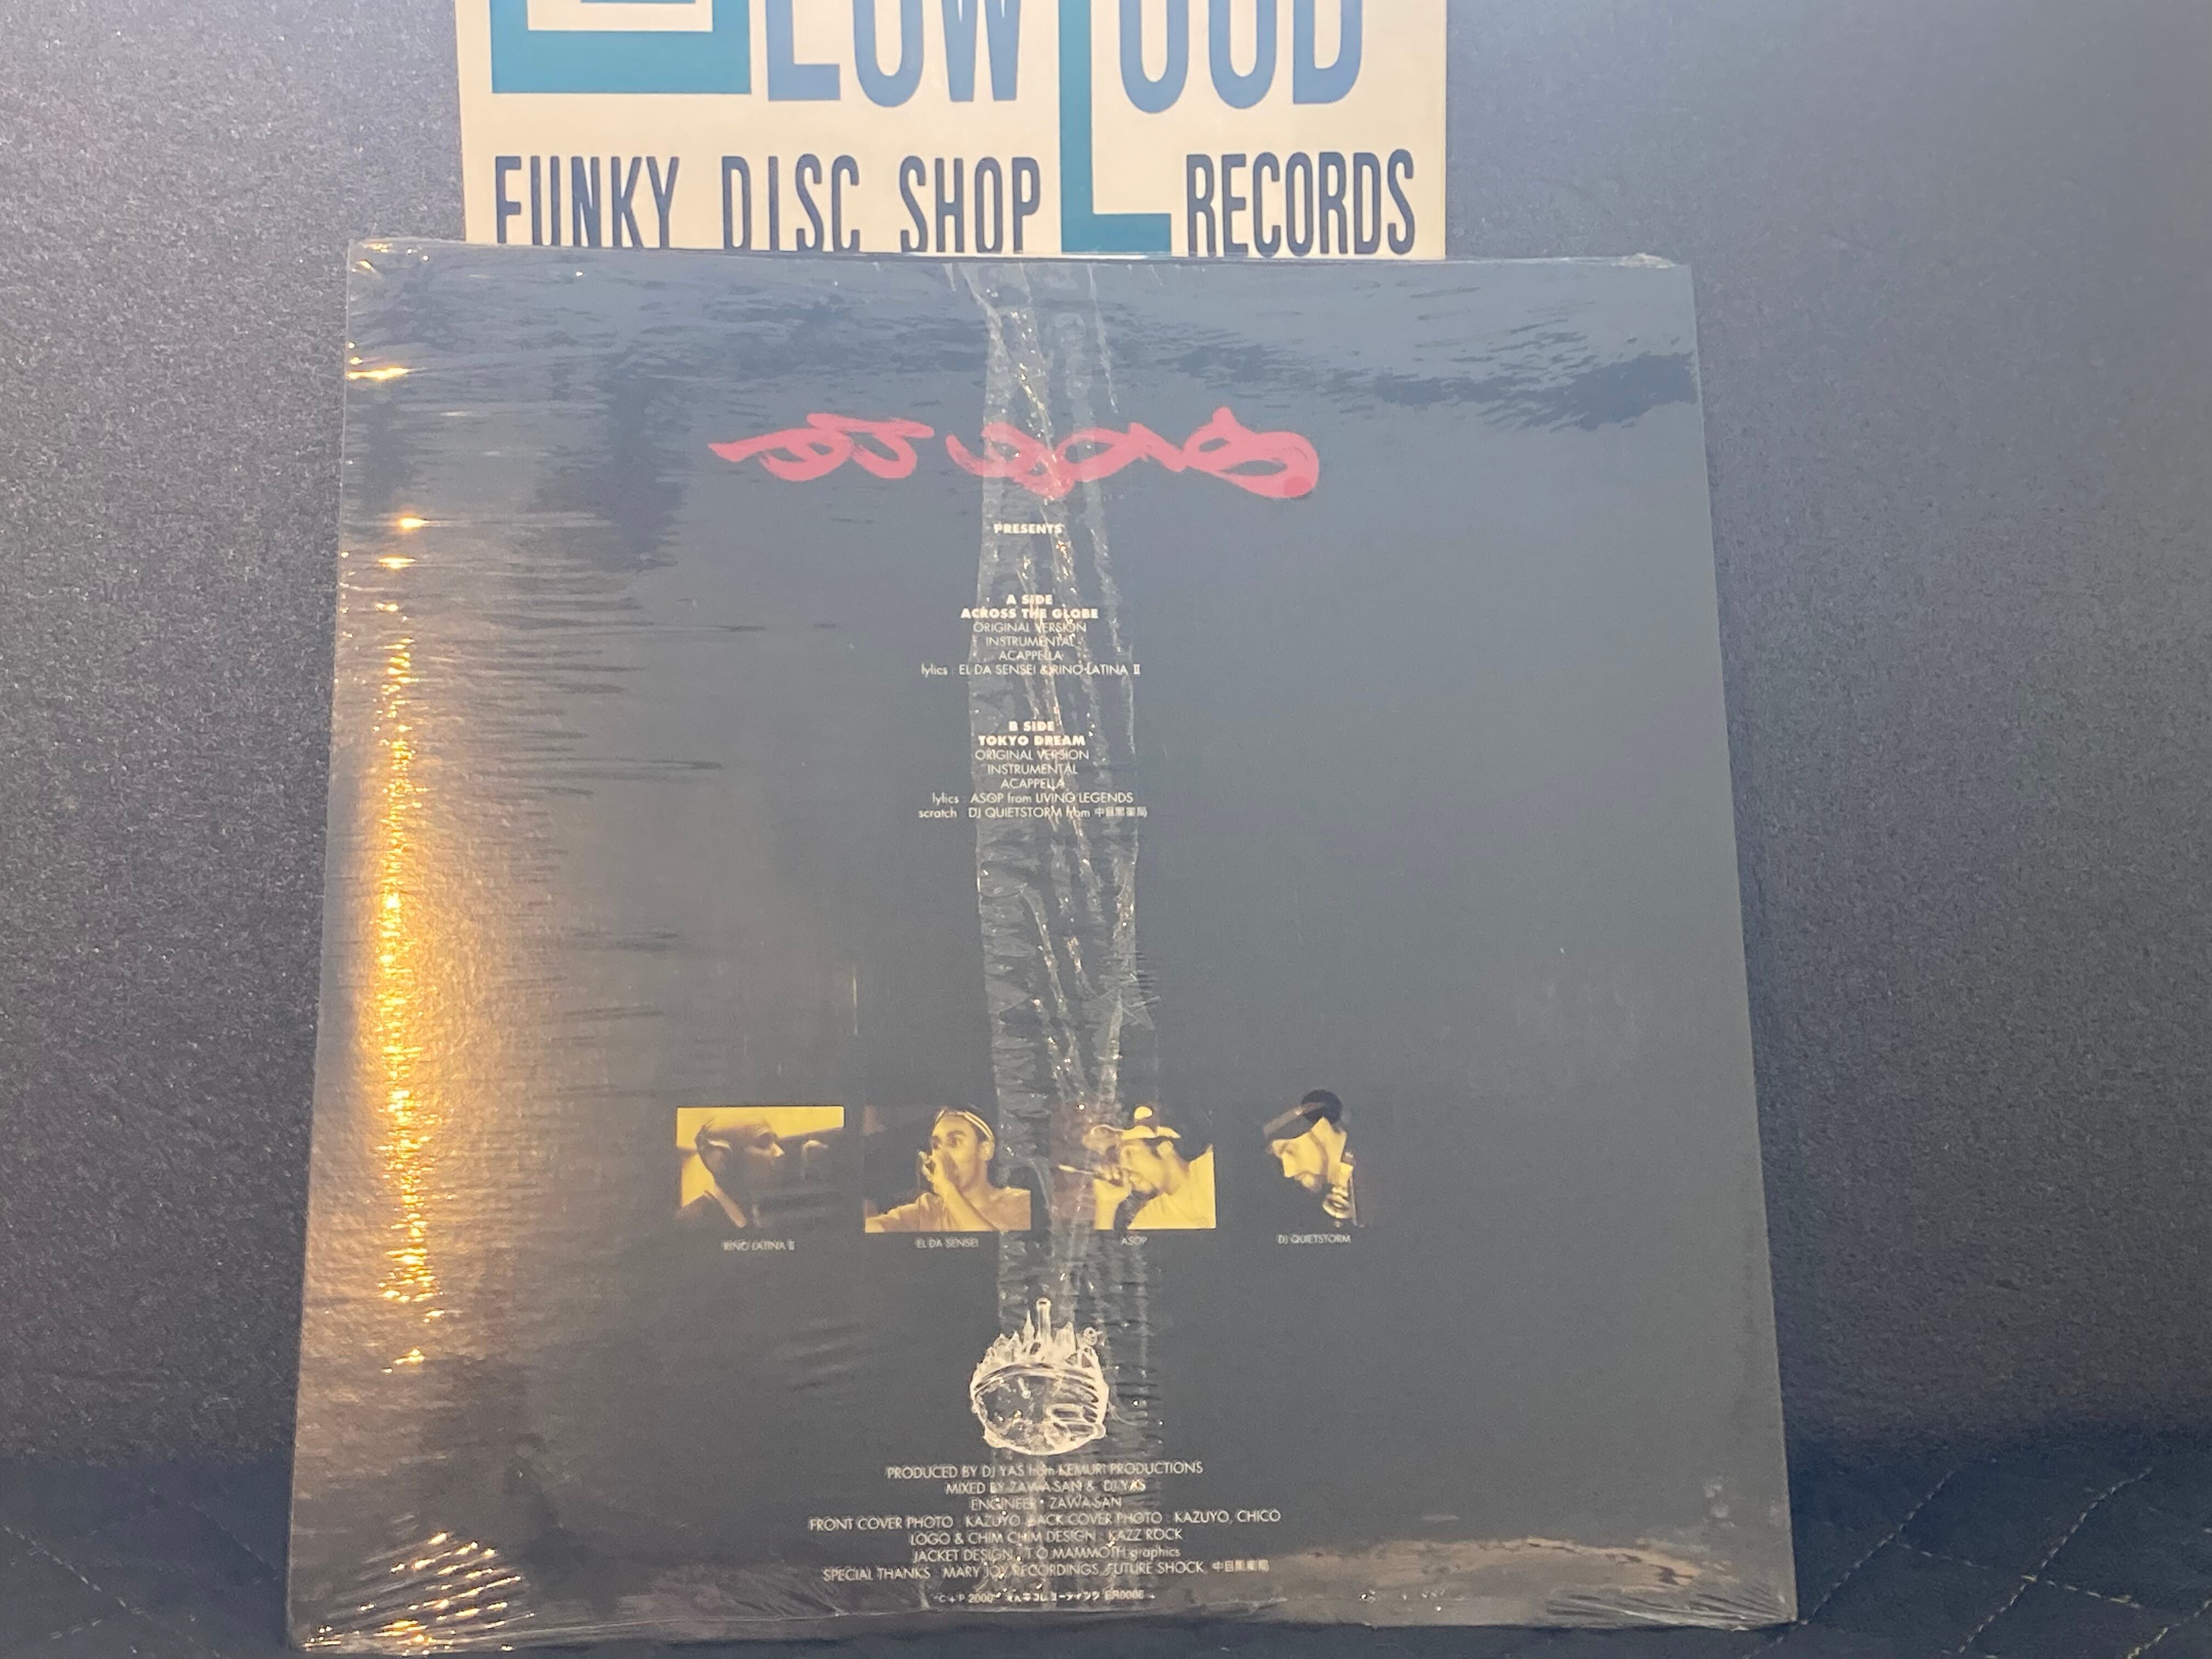 LOW LOUD
FUNKY DISC SHOP RECORDS
PRESENTS
A SIDE
ACROSS THE GLOBE
ORIGINAL VERSION
INSTRUMENTAL
ACAPPELLA
lylics : EL DA SENSEI & RINO LATINA II
B SIDE
TOKYO DREAM
ORIGINAL VERSION
INSTRUMENTAL
ACAPPELLA
lylics : ASOP from LIVING LEGENDS
scratch : DJ QUIETSTORM from 中目黒薬局
RINO LATINA II
EL DA SENSEI
ASOP
DJ QUIETSTORM
PRODUCED BY DJ YAS from KEMURI PRODUCTIONS
MIXED BY ZAWA-SAN & DJ YAS
ENGINEER : ZAWA-SAN
FRONT COVER PHOTO : KAZUYO BACK COVER PHOTO : KAZUYO, CHICO
LOGO & CHIM CHIM DESIGN : KAZZ ROCK
JACKET DESIGN : T.O MAMMOTH graphics
SPECIAL THANKS : MARY JOY RECORDINGS, FUTURE SHOCK, 中目黒薬局
C + P 2000